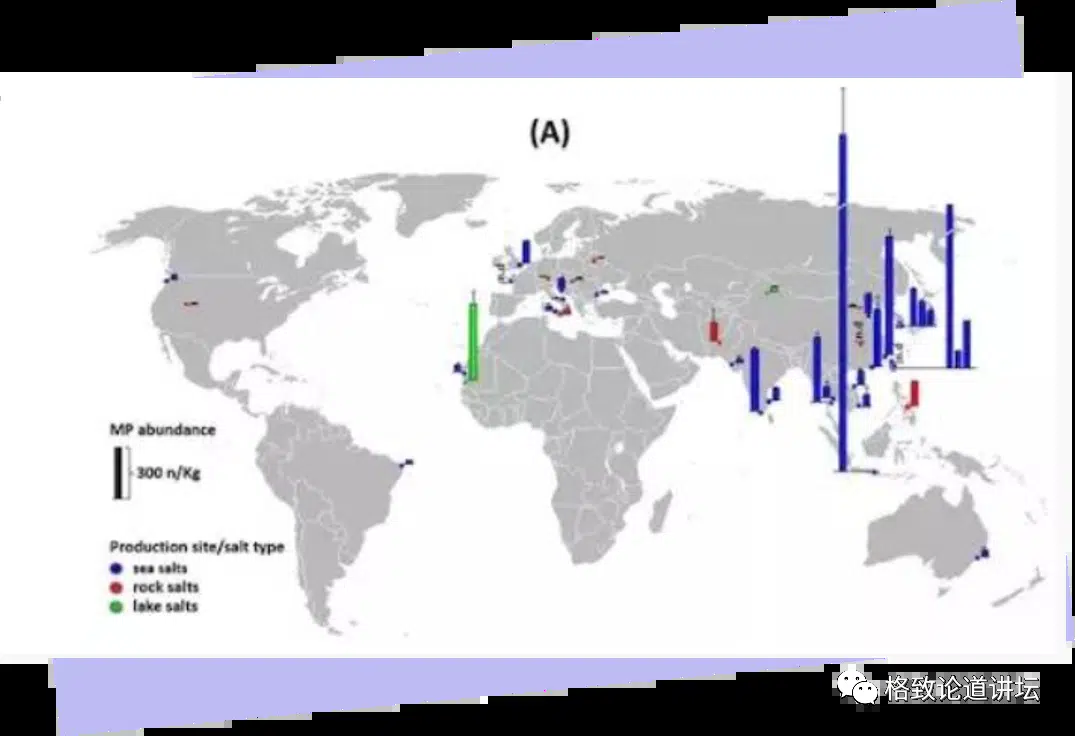 (A)
MP abundance
300 n/Kg
Production site/salt type
sea salts
rock salts
lake salts
格致论道讲坛